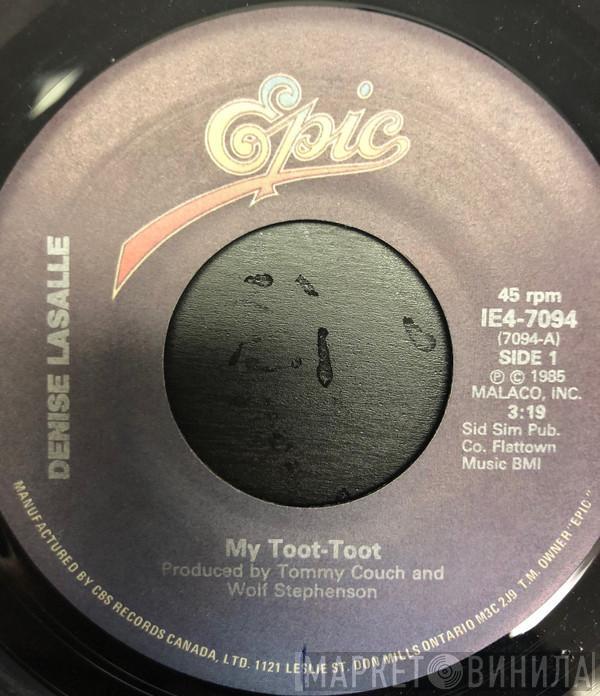 Epic
DENISE LASALLE
45 rpm
IE4-7094
(7094-A)
SIDE 1
Ⓟ © 1985
MALACO, INC.
3:19
Sid Sim Pub.
Co. Flattown
Music BMI
My Toot-Toot
Produced by Tommy Couch and
Wolf Stephenson
MANUFACTURED BY CBS RECORDS CANADA, LTD. 1121 LESLIE ST. DON MILLS ONTARIO M3C 2J9 T.M. OWNER "EPIC"
МАРКЕТ ВИНИЛА